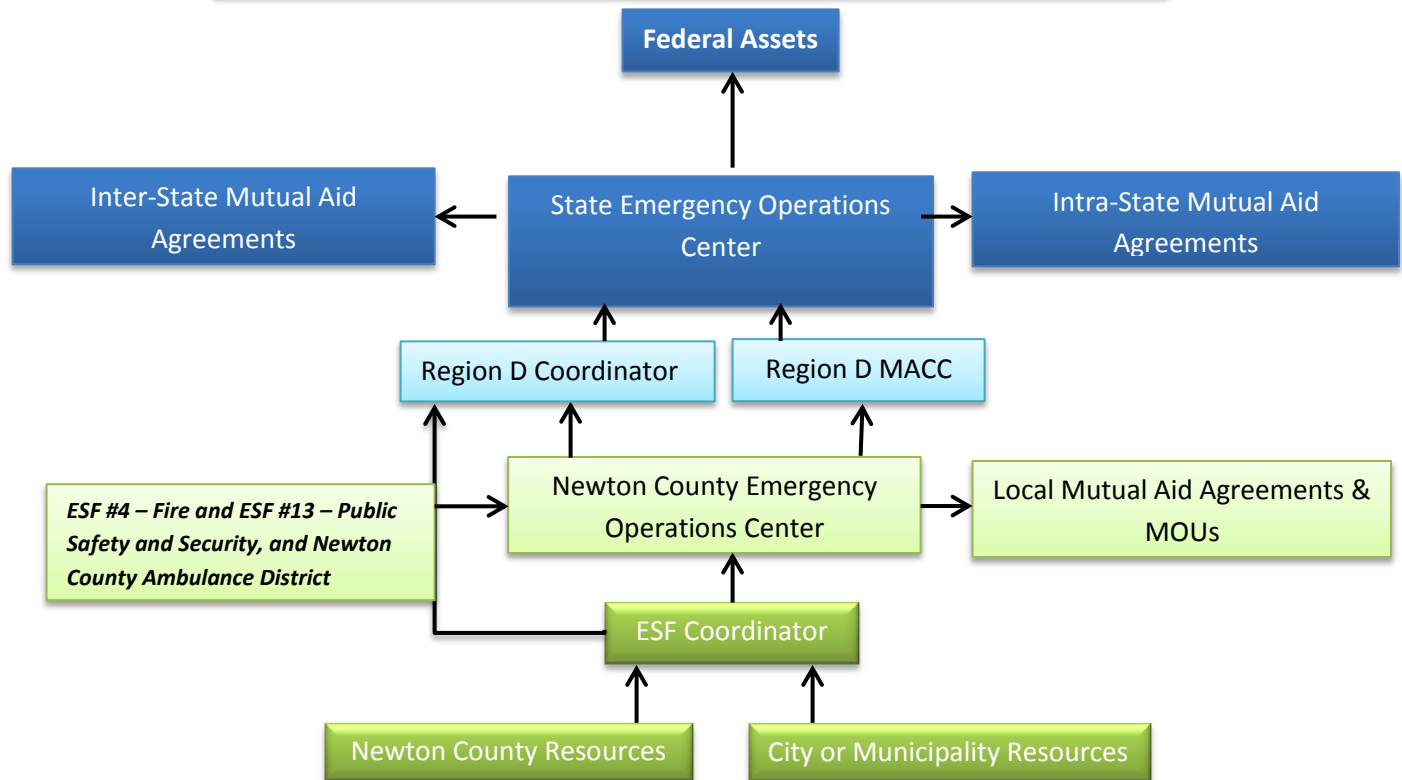 Federal Assets
Inter-State Mutual Aid
Agreements
State Emergency Operations
Center
Intra-State Mutual Aid
Agreements
Region D Coordinator
Region D MACC
ESF #4 – Fire and ESF #13 – Public
Safety and Security, and Newton
County Ambulance District
Newton County Emergency
Operations Center
Local Mutual Aid Agreements &
MOUs
ESF Coordinator
Newton County Resources
City or Municipality Resources